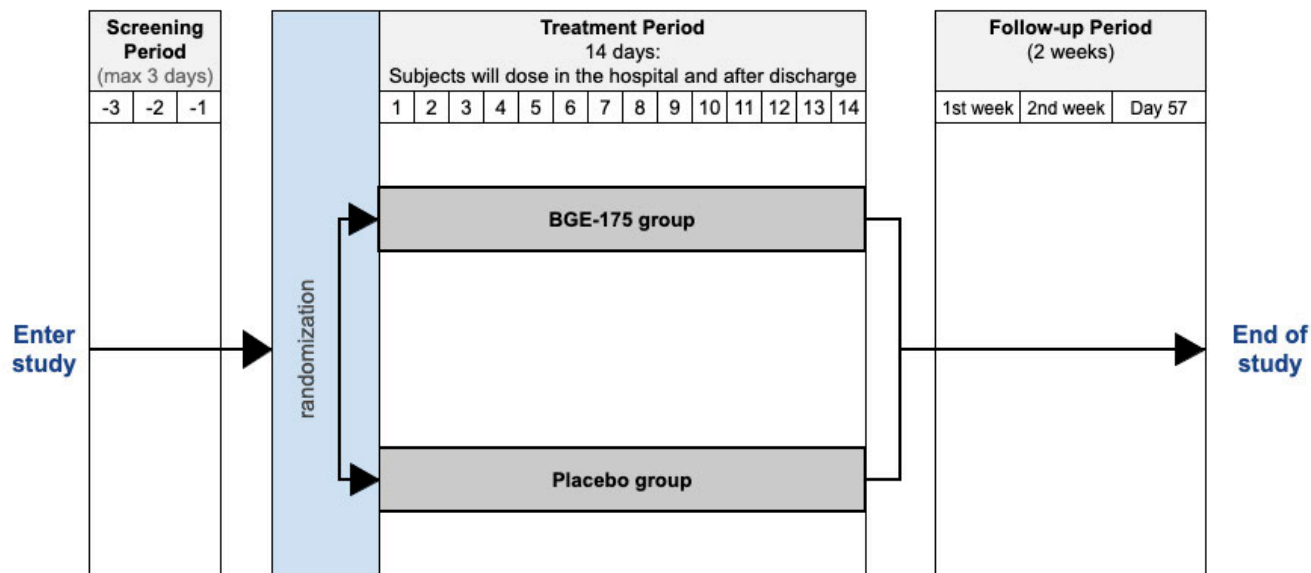 Screening
Period
(max 3 days)
-3 -2 -1
Treatment Period
14 days:
Subjects will dose in the hospital and after discharge
1 2 3 4 5 6 7 8 9 10 11 12 13 14
Follow-up Period
(2 weeks)
1st week 2nd week Day 57
Enter
study
randomization
BGE-175 group
Placebo group
End of
study